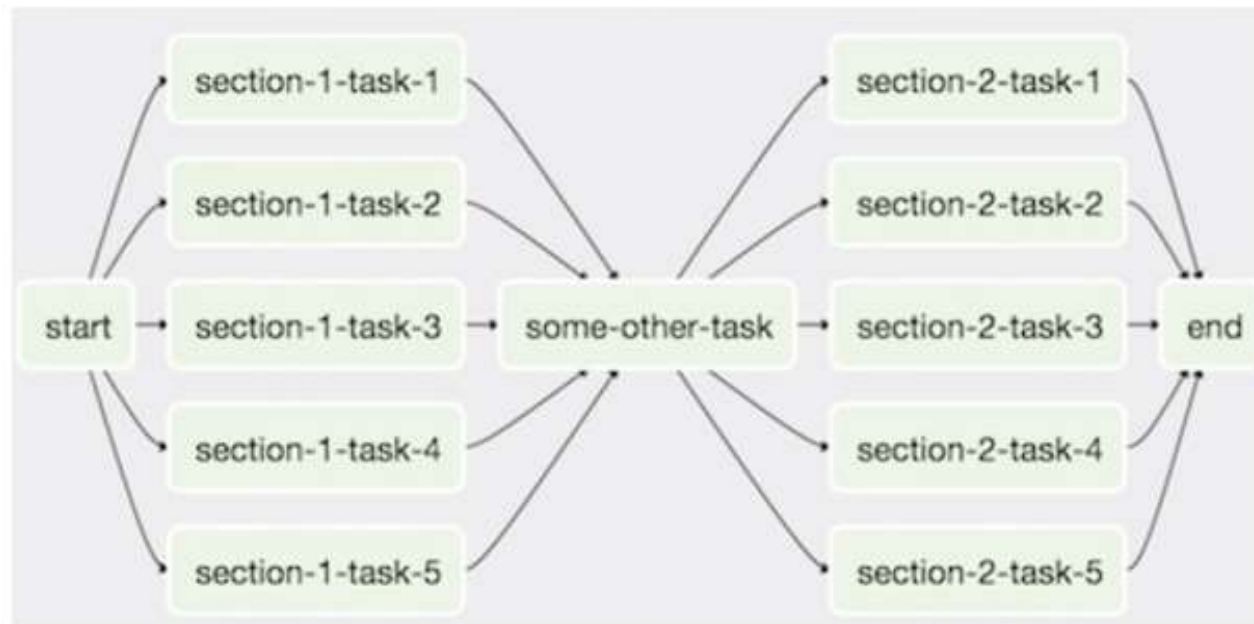 start
section-1-task-1
section-1-task-2
section-1-task-3
section-1-task-4
section-1-task-5
some-other-task
section-2-task-1
section-2-task-2
section-2-task-3
section-2-task-4
section-2-task-5
end